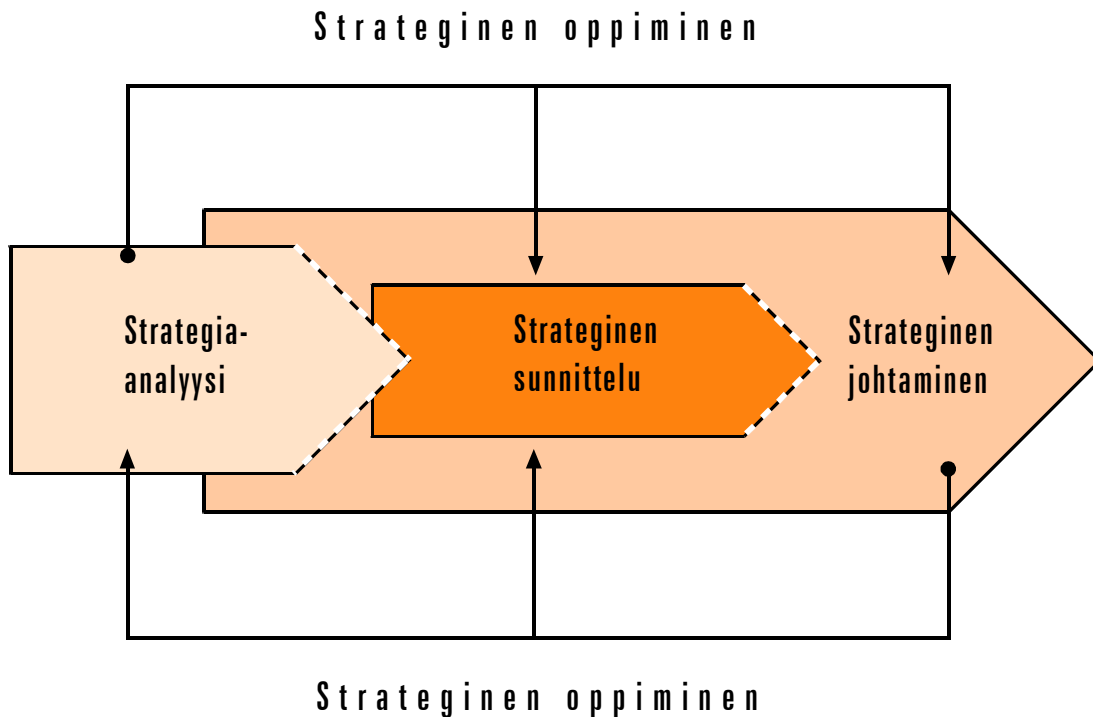 Strateginen oppiminen
Strategia-
analyysi
Strateginen
sunnittelu
Strateginen
johtaminen
Strateginen oppiminen